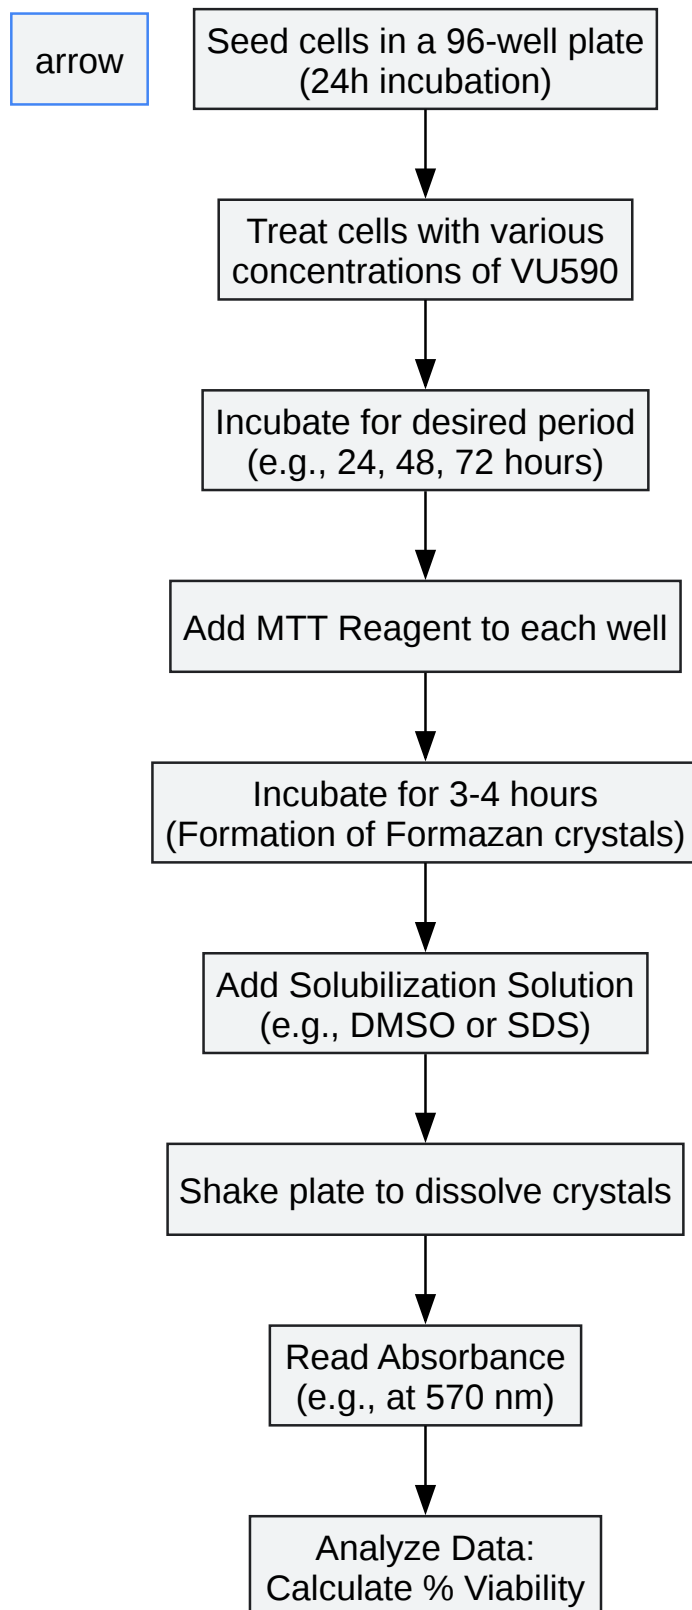 arrow
Seed cells in a 96-well plate
(24h incubation)
Treat cells with various
concentrations of VU590
Incubate for desired period
(e.g., 24, 48, 72 hours)
Add MTT Reagent to each well
Incubate for 3-4 hours
(Formation of Formazan crystals)
Add Solubilization Solution
(e.g., DMSO or SDS)
Shake plate to dissolve crystals
Read Absorbance
(e.g., at 570 nm)
Analyze Data:
Calculate % Viability